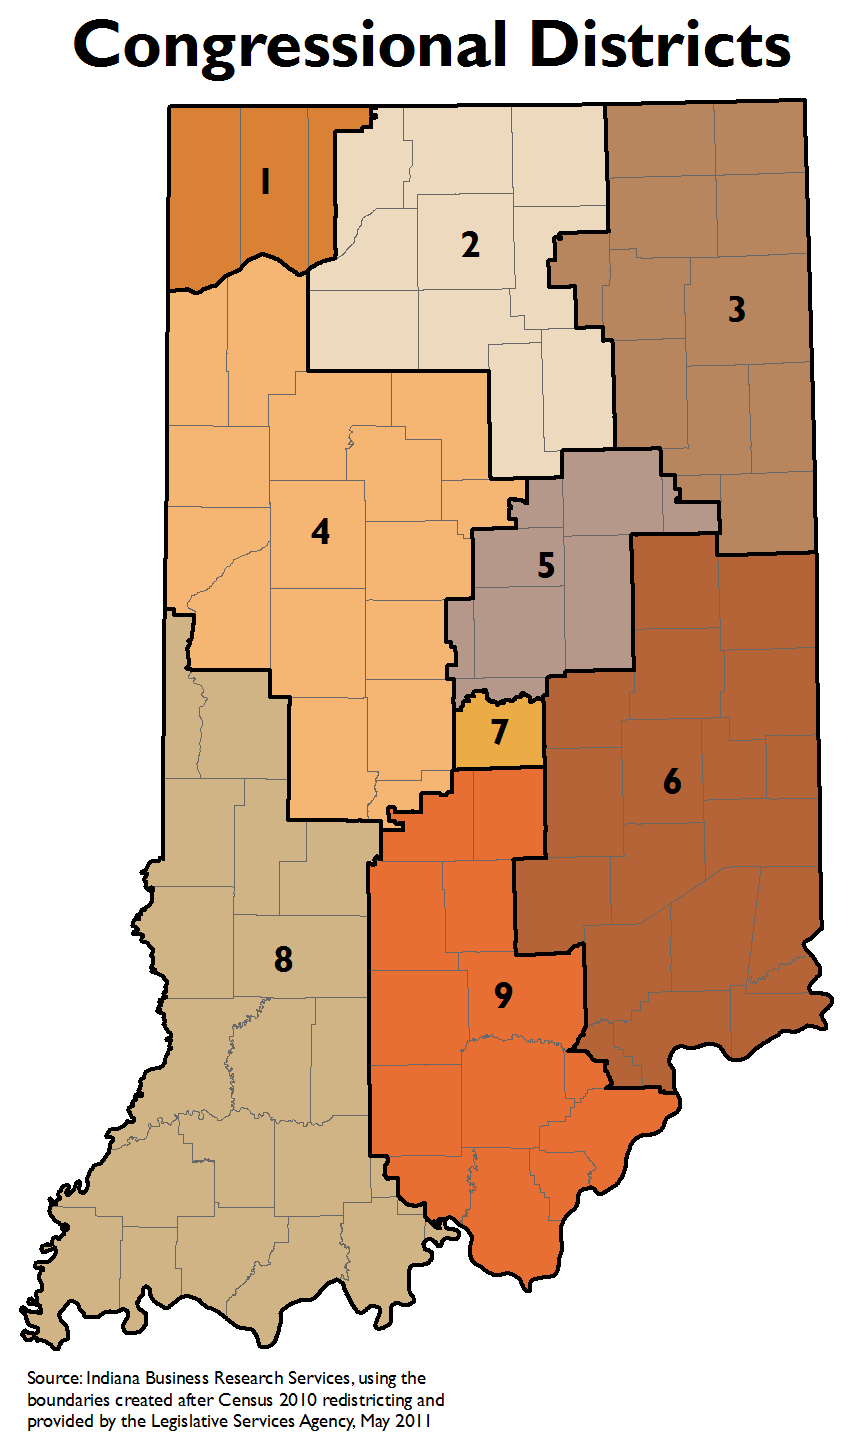 Congressional Districts
1
2
3
4
5
6
7
8
9
Source: Indiana Business Research Services, using the
boundaries created after Census 2010 redistricting and
provided by the Legislative Services Agency, May 2011